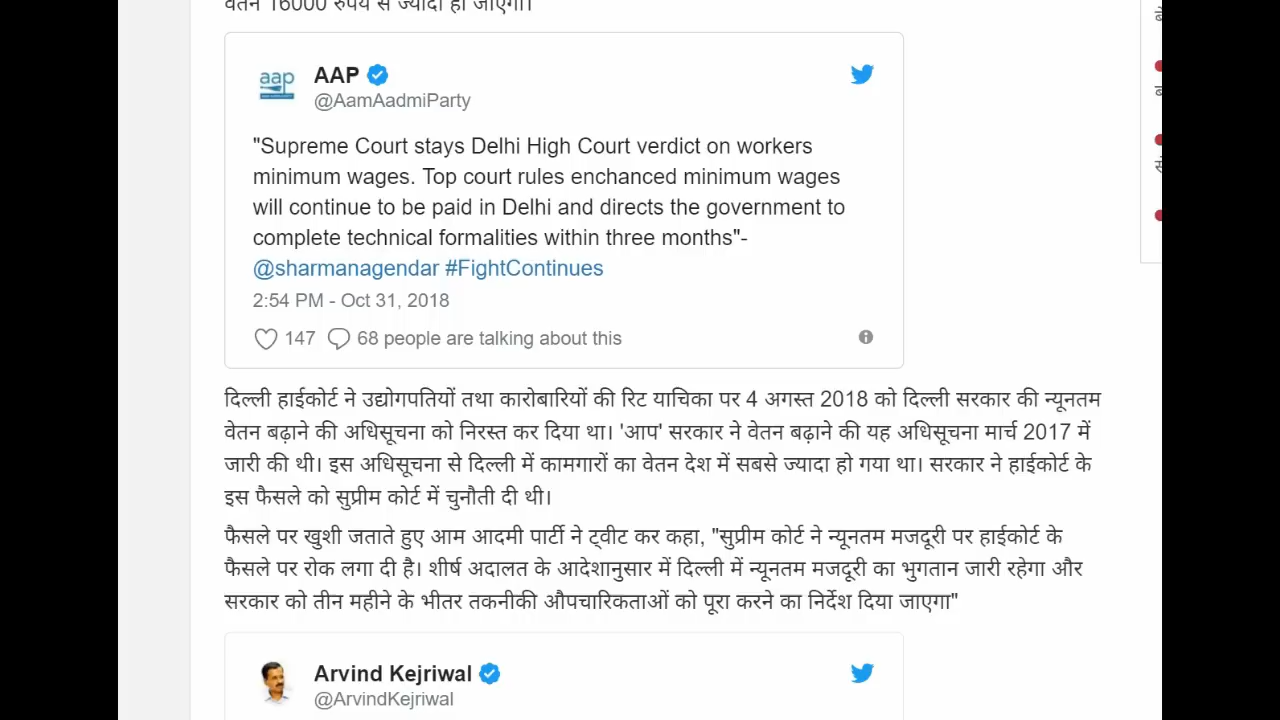 वेतन 16000 रुपये से ज्यादा हो जाएगा।
aap
AAP
@AamAadmiParty
"Supreme Court stays Delhi High Court verdict on workers
minimum wages. Top court rules enchanced minimum wages
will continue to be paid in Delhi and directs the government to
complete technical formalities within three months"-
@sharmanagendar #FightContinues
2:54 PM - Oct 31, 2018
147 68 people are talking about this
दिल्ली हाईकोर्ट ने उद्योगपतियों तथा कारोबारियों की रिट याचिका पर 4 अगस्त 2018 को दिल्ली सरकार की न्यूनतम
वेतन बढ़ाने की अधिसूचना को निरस्त कर दिया था। 'आप' सरकार ने वेतन बढ़ाने की यह अधिसूचना मार्च 2017 में
जारी की थी। इस अधिसूचना से दिल्ली में कामगारों का वेतन देश में सबसे ज्यादा हो गया था। सरकार ने हाईकोर्ट के
इस फैसले को सुप्रीम कोर्ट में चुनौती दी थी।
फैसले पर खुशी जताते हुए आम आदमी पार्टी ने ट्वीट कर कहा, "सुप्रीम कोर्ट ने न्यूनतम मजदूरी पर हाईकोर्ट के
फैसले पर रोक लगा दी है। शीर्ष अदालत के आदेशानुसार में दिल्ली में न्यूनतम मजदूरी का भुगतान जारी रहेगा और
सरकार को तीन महीने के भीतर तकनीकी औपचारिकताओं को पूरा करने का निर्देश दिया जाएगा"
Arvind Kejriwal
@ArvindKejriwal